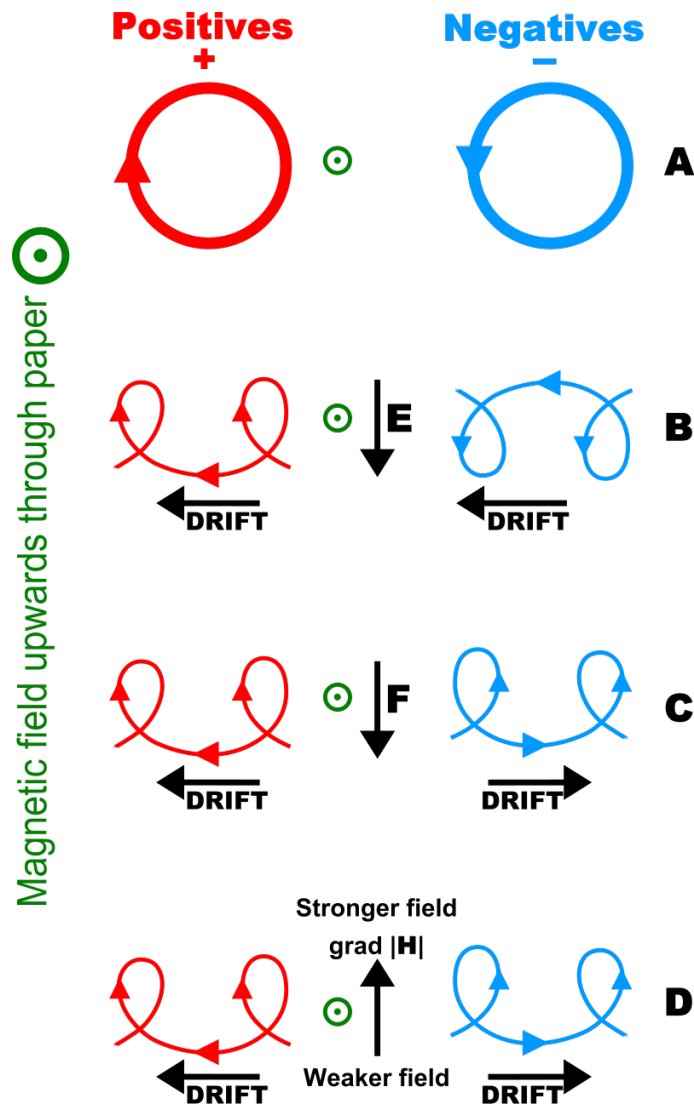 Positives
+
Negatives
−
A
Magnetic field upwards through paper
E
B
DRIFT
DRIFT
F
C
DRIFT
DRIFT
Stronger field
grad |H|
D
Weaker field
DRIFT
DRIFT